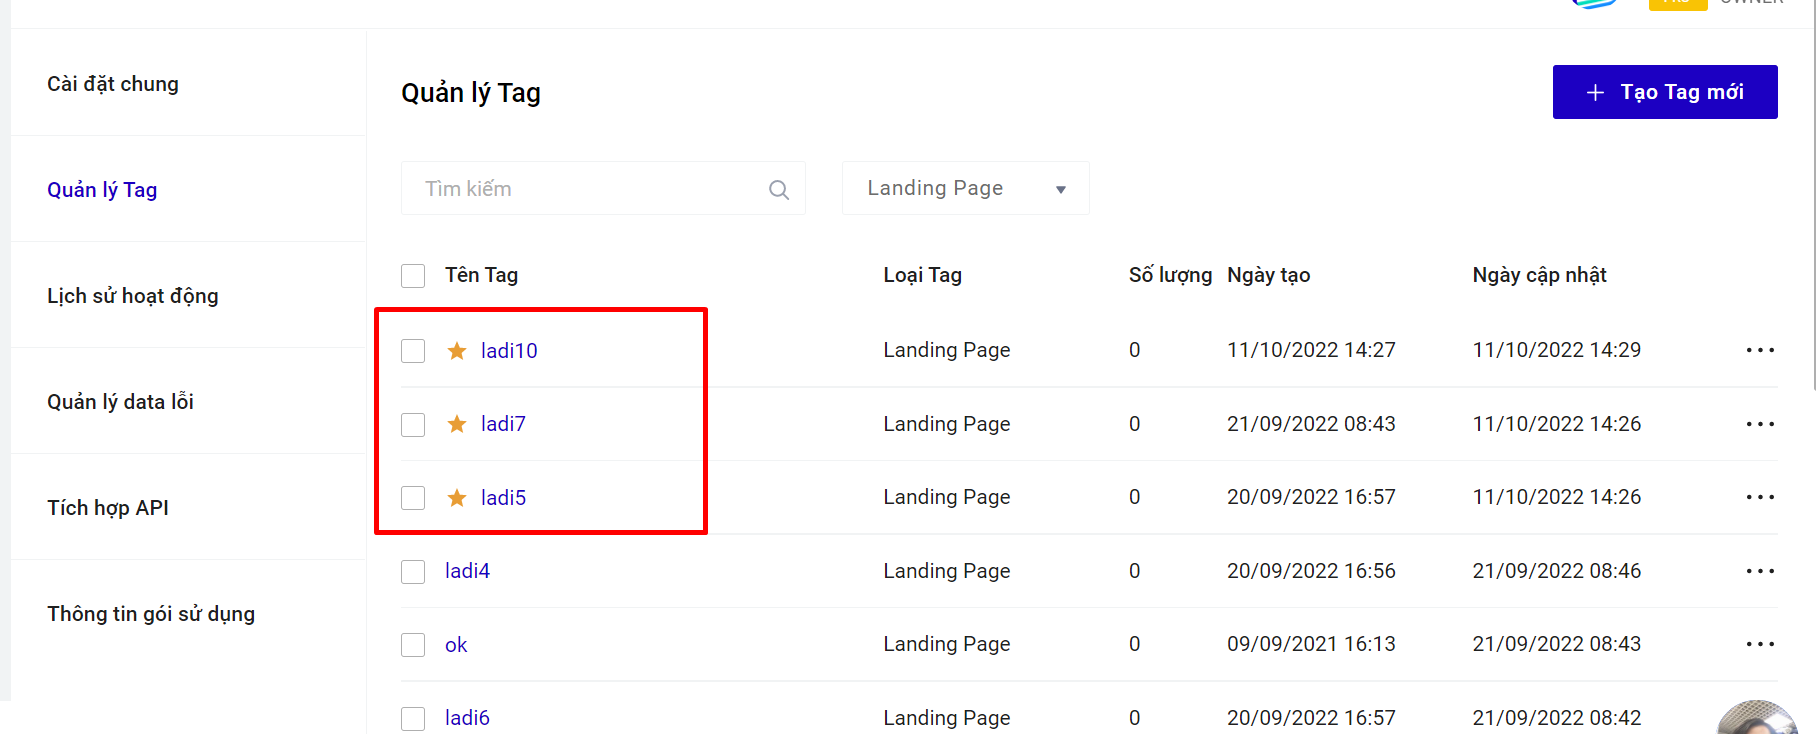 OWNER
Cài đặt chung
Quản lý Tag
Lịch sử hoạt động
Quản lý data lỗi
Tích hợp API
Thông tin gói sử dụng
Quản lý Tag
Tạo Tag mới
Tìm kiếm
Landing Page
Tên Tag Loại Tag Số lượng Ngày tạo Ngày cập nhật
ladi10 Landing Page 0 11/10/2022 14:27 11/10/2022 14:29
ladi7 Landing Page 0 21/09/2022 08:43 11/10/2022 14:26
ladi5 Landing Page 0 20/09/2022 16:57 11/10/2022 14:26
ladi4 Landing Page 0 20/09/2022 16:56 21/09/2022 08:46
ok Landing Page 0 09/09/2021 16:13 21/09/2022 08:43
ladi6 Landing Page 0 20/09/2022 16:57 21/09/2022 08:42